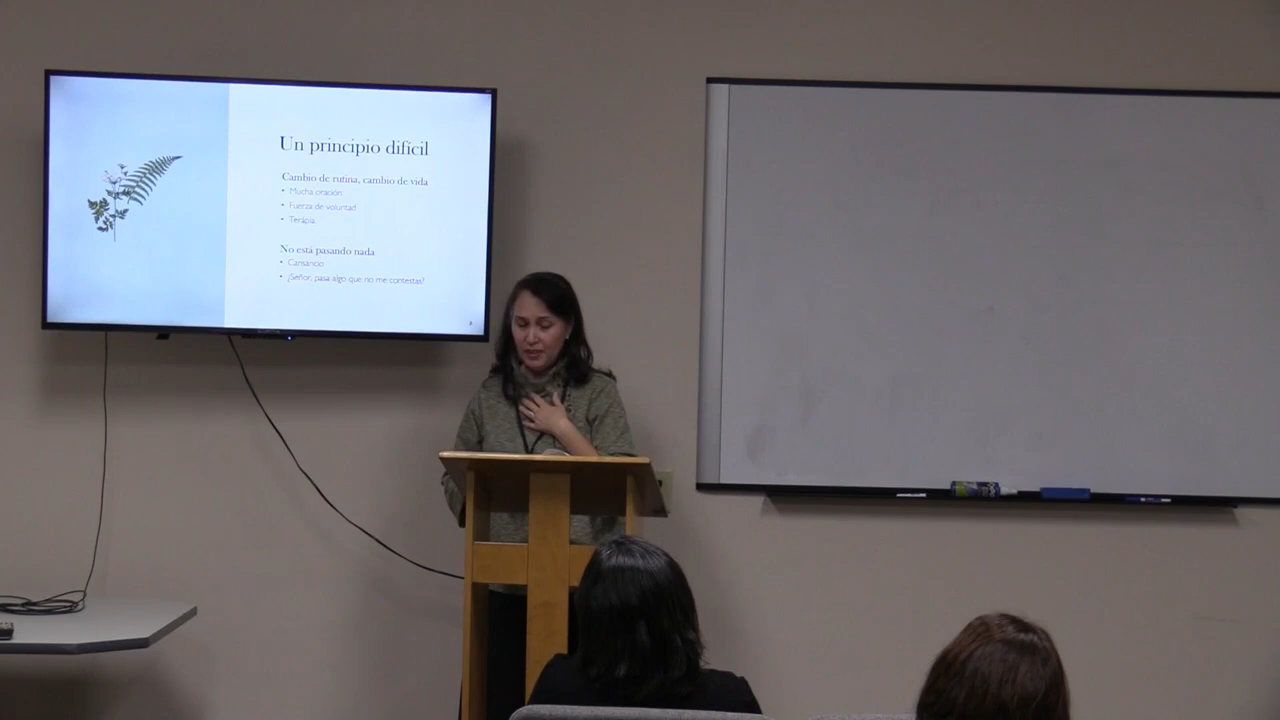 Un principio difícil
Cambio de rutina, cambio de vida
• Mucha oración
• Fuerza de voluntad
• Terapia
No está pasando nada
• Cansancio
• ¿Señor, pasa algo que no me contestas?